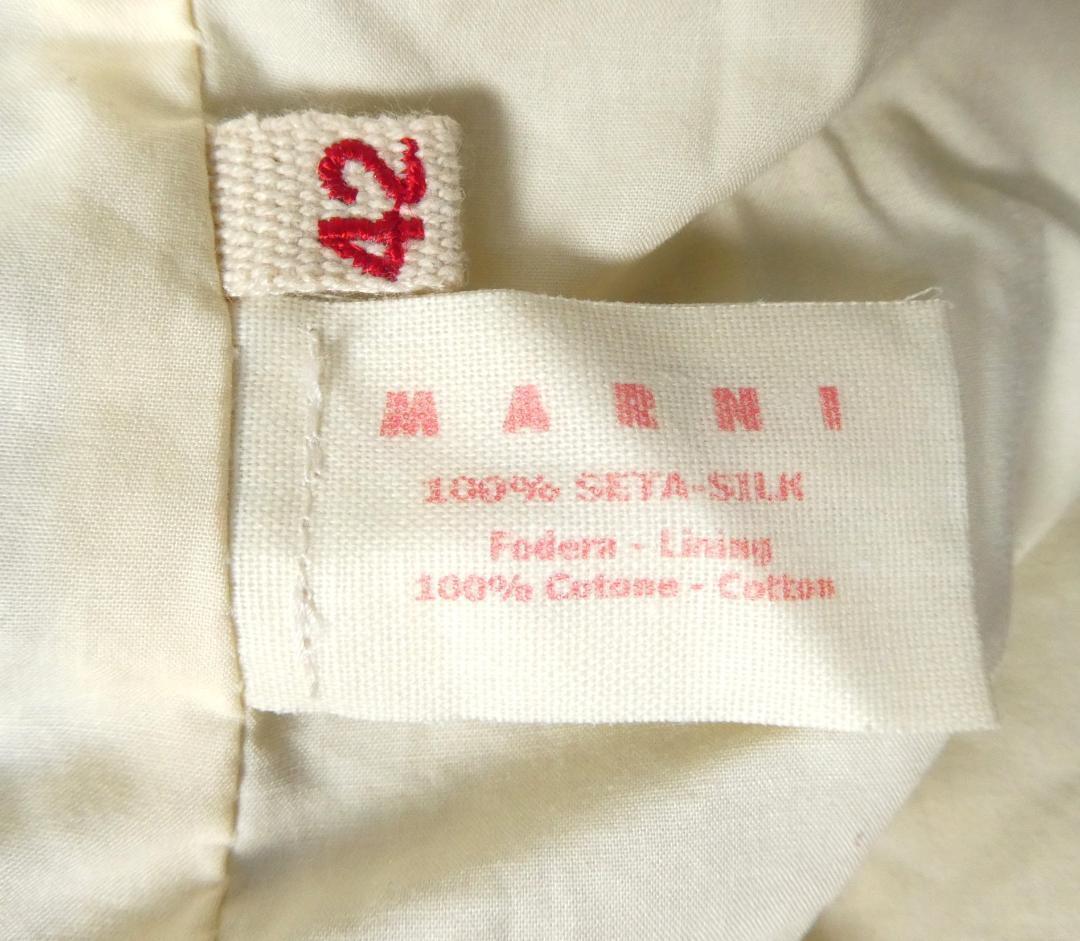 42
MARNI
100% SETA-SILK
Fodera - Lining
100% Cotone - Cotton